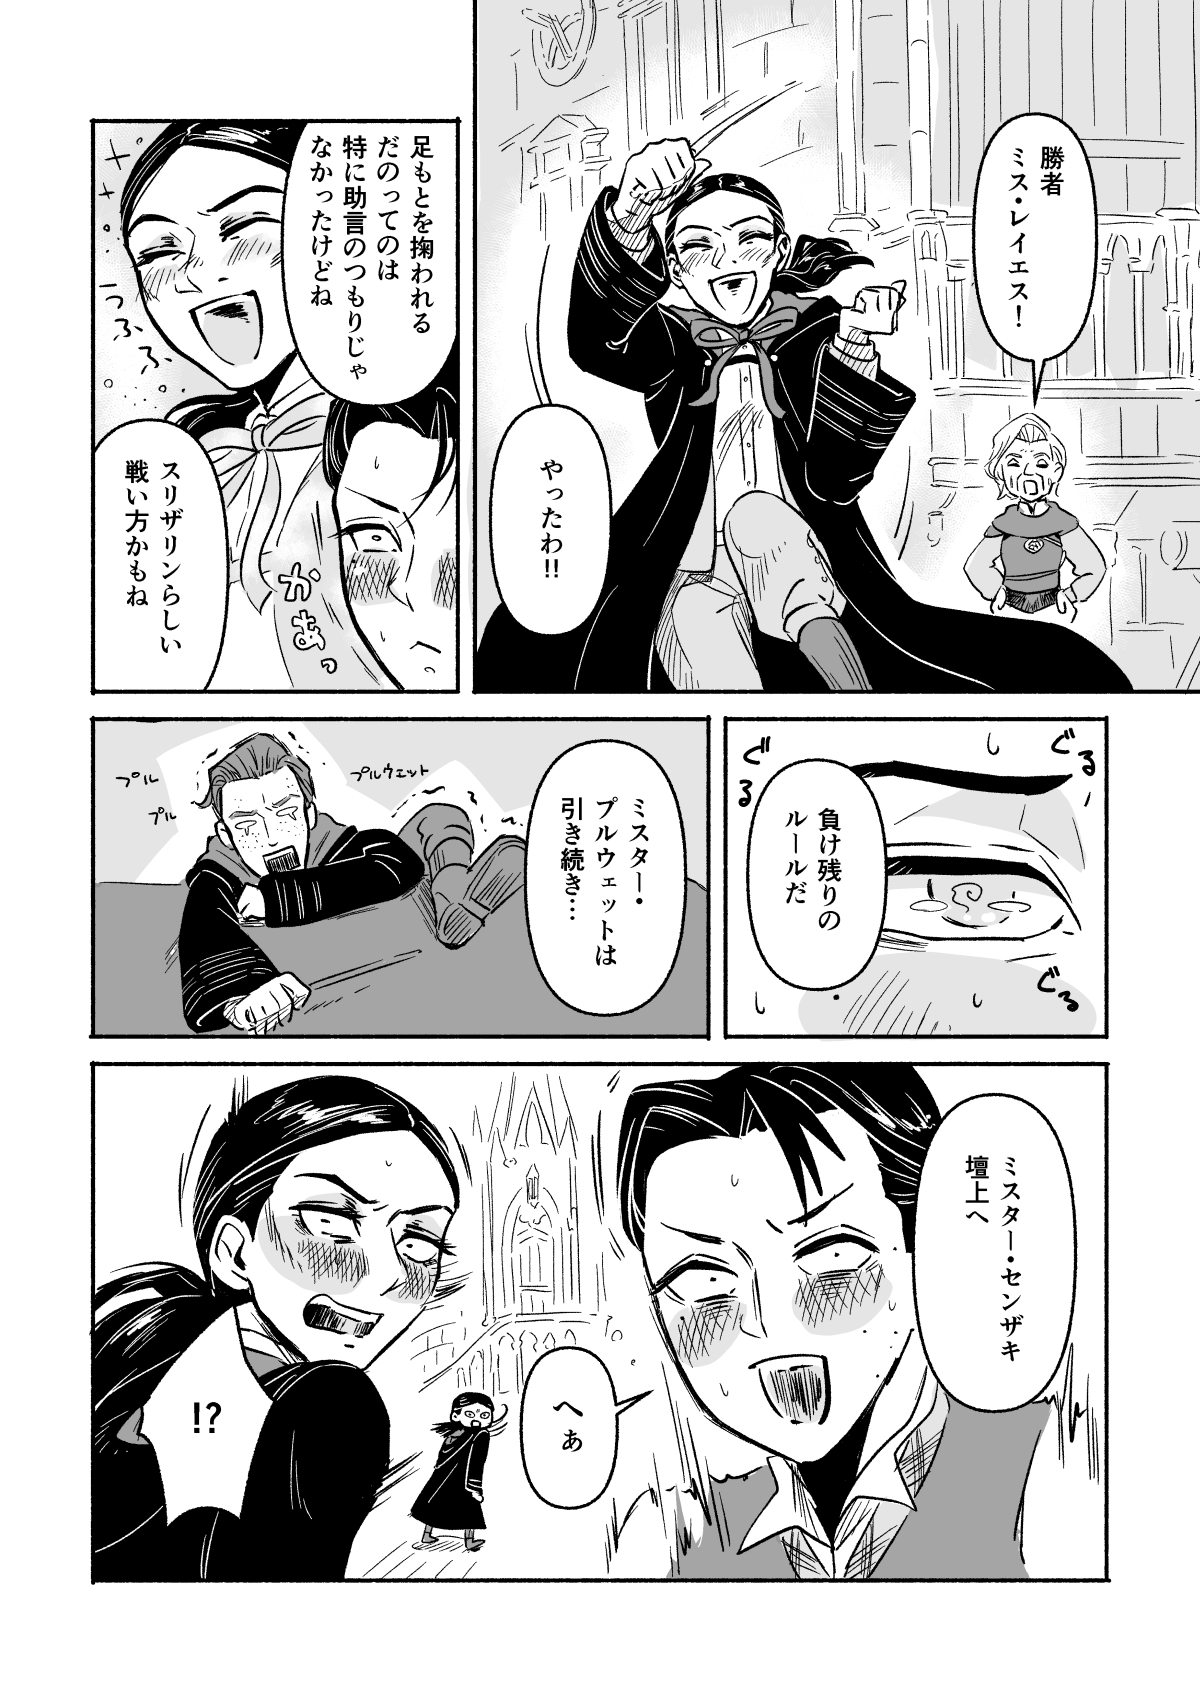 勝者
ミス・レイエス！
やったわ!!
足もとを掬われる
だのってのは
特に助言のつもりじゃ
なかったけどね
うふふふ
スリザリンらしい
戦い方かもね
かあっ
ぐる
ぐる
ぐる
負け残りの
ルールだ
ミスター・
プルウェットは
引き続き…
プルウェット
プル
プル
ミスター・センザキ
壇上へ
へぁ
!?